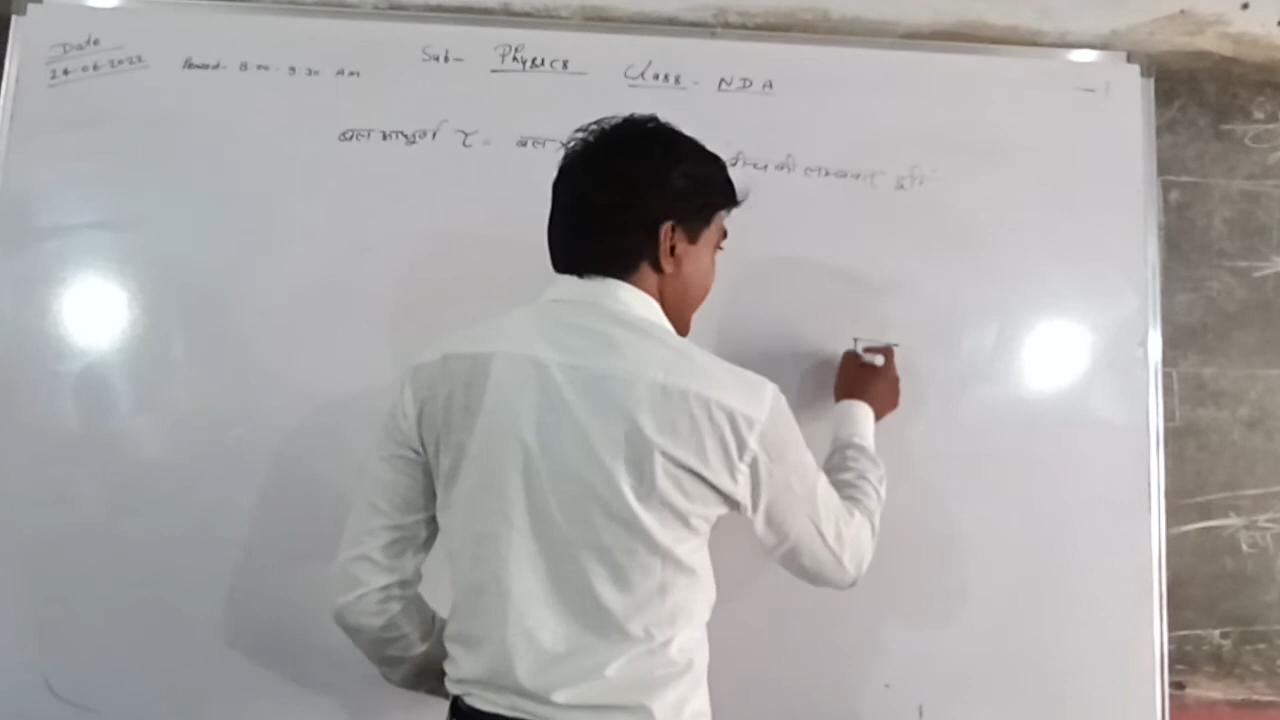 Date
24-06-2022
Period- 8:00-9:30 AM
Sub- Physics
Class- NDA
बल आघूर्ण τ = बल ×
बीच की लम्बवत् दूरी